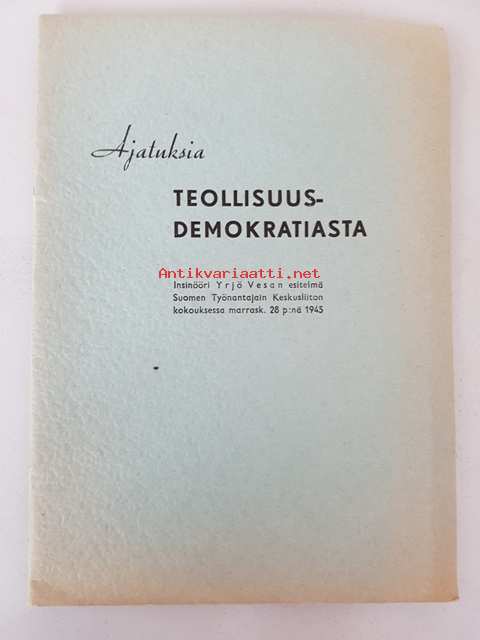 Ajatuksia
TEOLLISUUS-
DEMOKRATIASTA
Antikvariaatti.net
Insinööri Yrjö Vesan esitelmä
Suomen Työnantajain Keskusliiton
kokouksessa marrask. 28 p:nä 1945